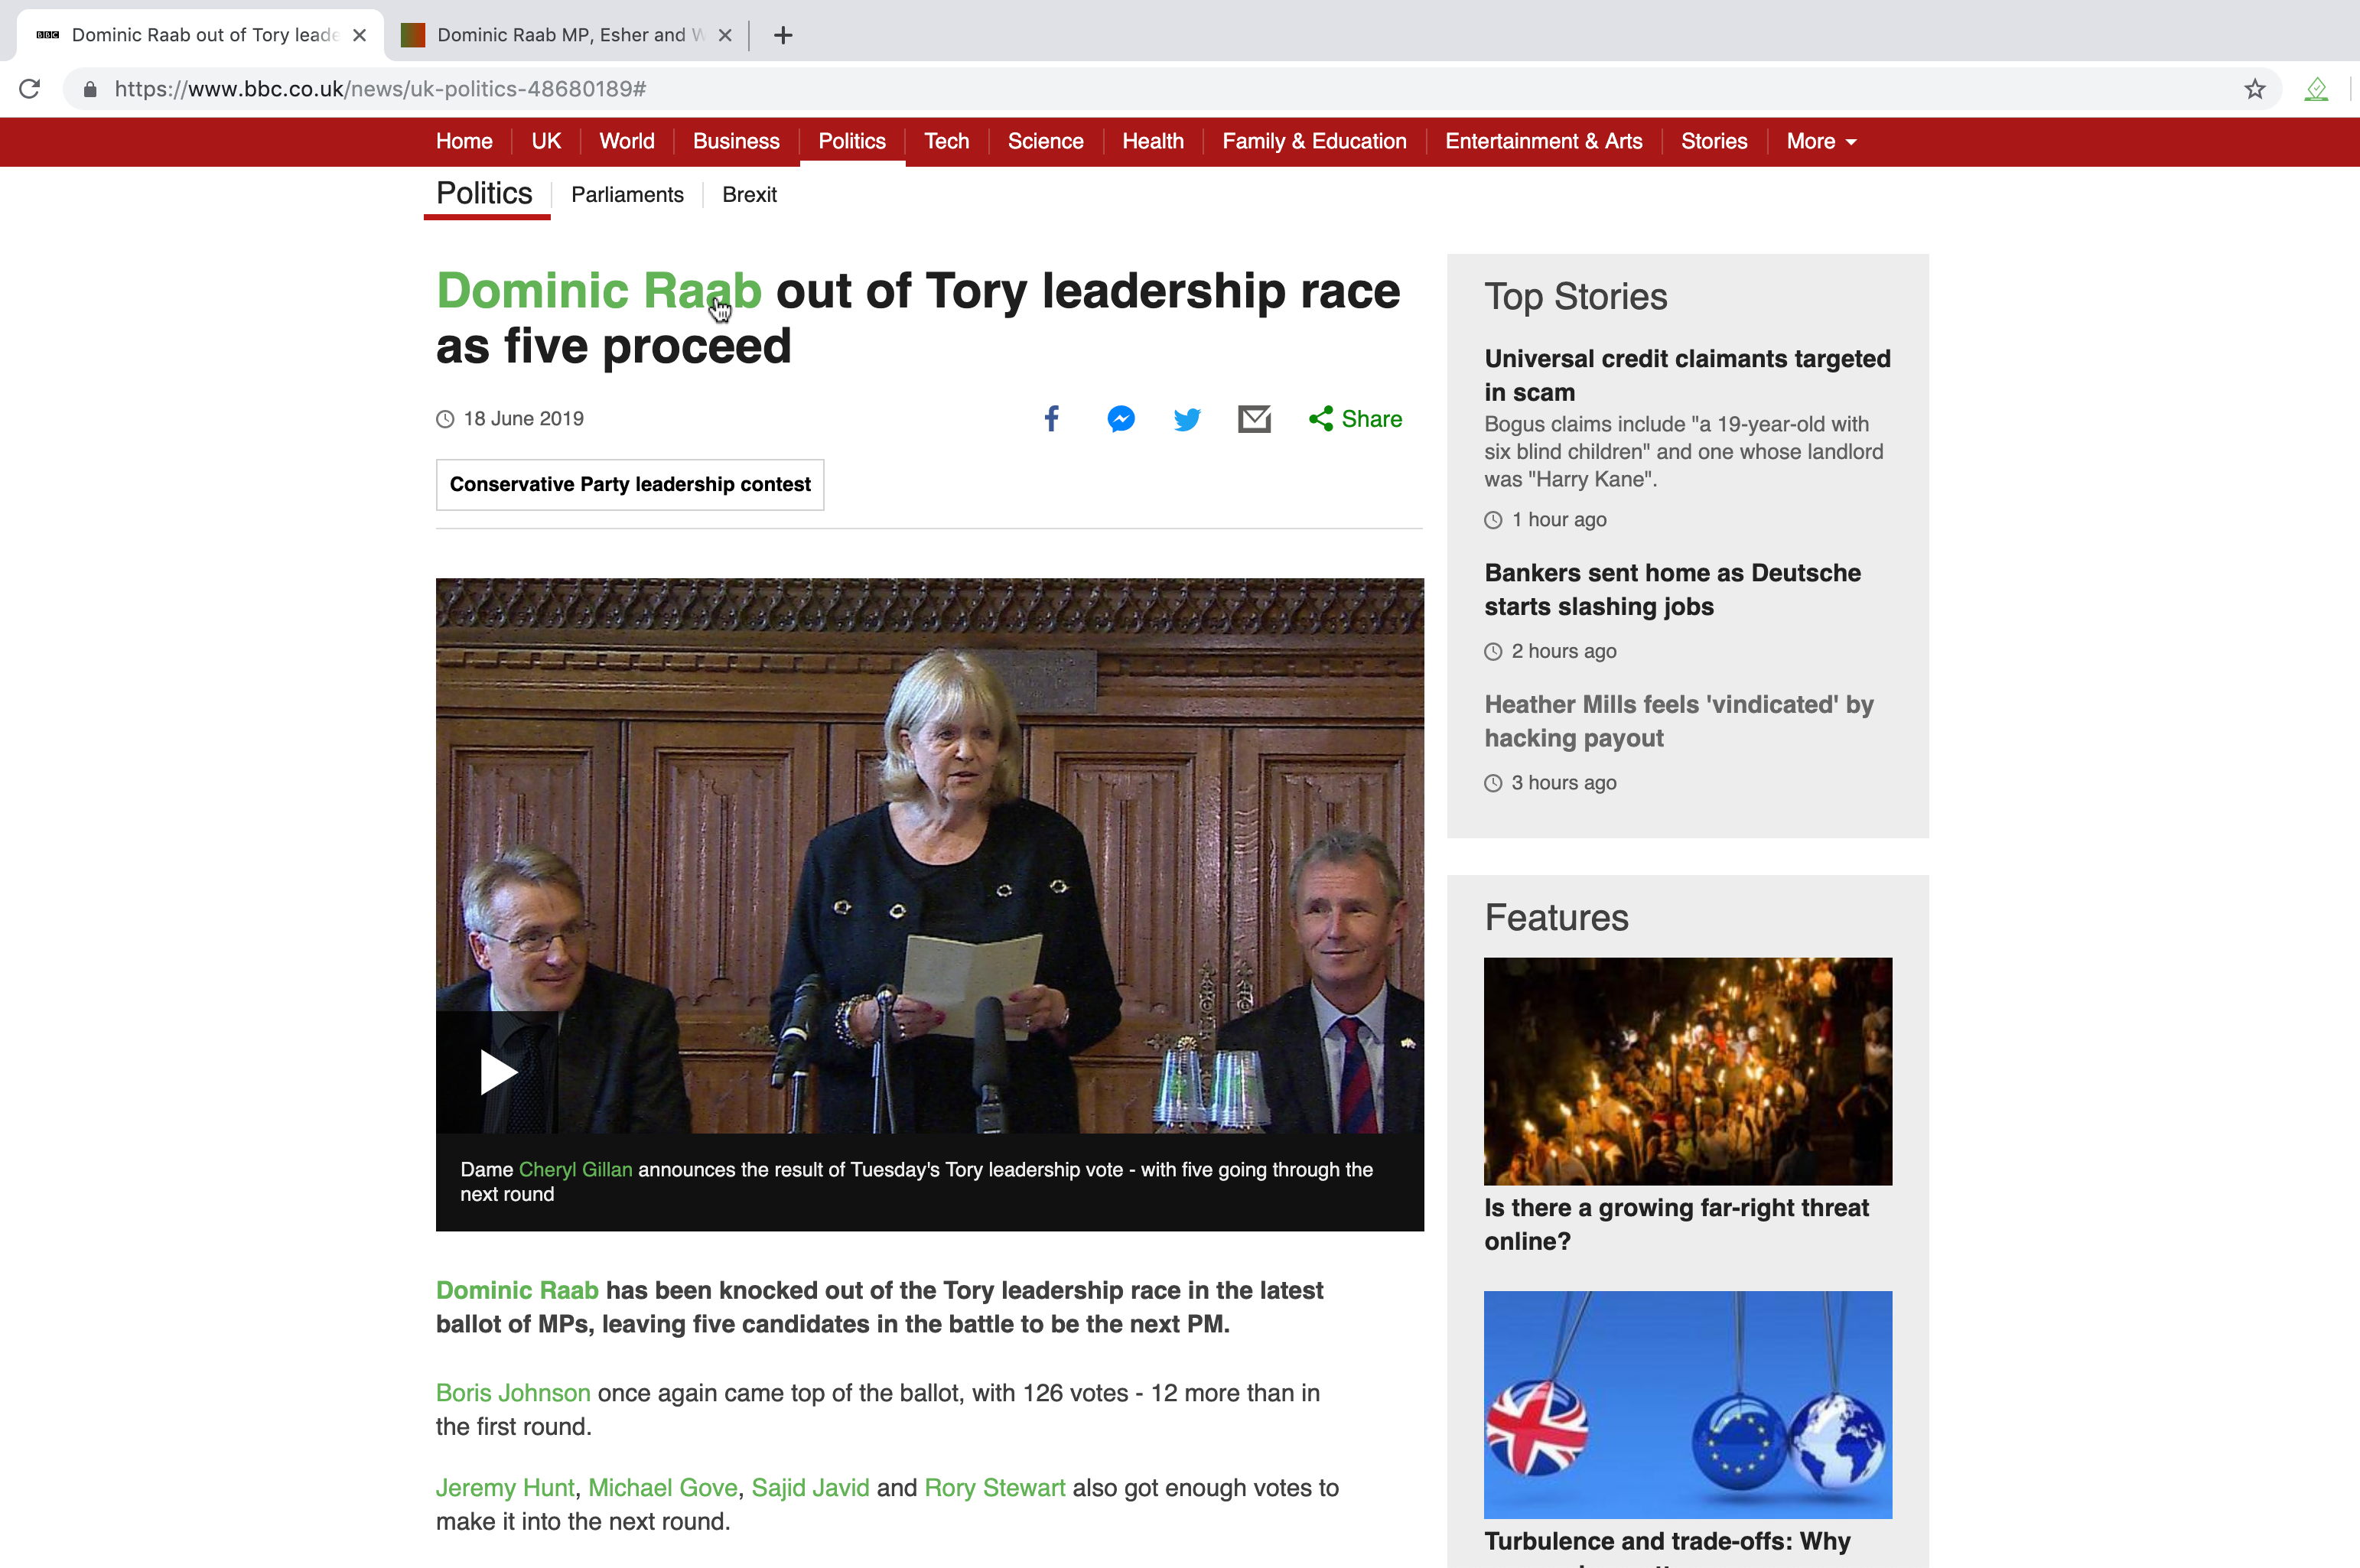 BBC Dominic Raab out of Tory leade
Dominic Raab MP, Esher and W
https://www.bbc.co.uk/news/uk-politics-48680189#
Home UK World Business Politics Tech Science Health Family & Education Entertainment & Arts Stories More
Politics Parliaments Brexit
Dominic Raab out of Tory leadership race
as five proceed
18 June 2019
Share
Conservative Party leadership contest
Dame Cheryl Gillan announces the result of Tuesday's Tory leadership vote - with five going through the
next round
Dominic Raab has been knocked out of the Tory leadership race in the latest
ballot of MPs, leaving five candidates in the battle to be the next PM.
Boris Johnson once again came top of the ballot, with 126 votes - 12 more than in
the first round.
Jeremy Hunt, Michael Gove, Sajid Javid and Rory Stewart also got enough votes to
make it into the next round.
Top Stories
Universal credit claimants targeted
in scam
Bogus claims include "a 19-year-old with
six blind children" and one whose landlord
was "Harry Kane".
1 hour ago
Bankers sent home as Deutsche
starts slashing jobs
2 hours ago
Heather Mills feels 'vindicated' by
hacking payout
3 hours ago
Features
Is there a growing far-right threat
online?
Turbulence and trade-offs: Why